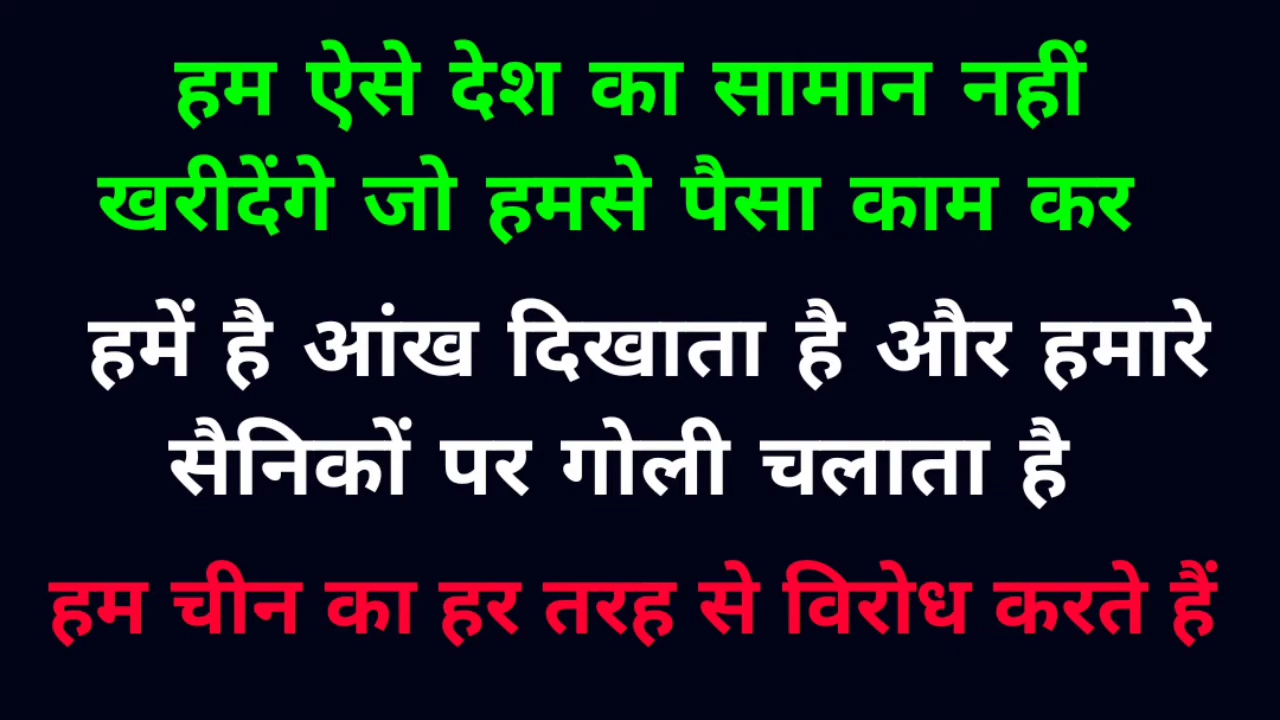 हम ऐसे देश का सामान नहीं
खरीदेंगे जो हमसे पैसा काम कर
हमें है आंख दिखाता है और हमारे
सैनिकों पर गोली चलाता है
हम चीन का हर तरह से विरोध करते हैं